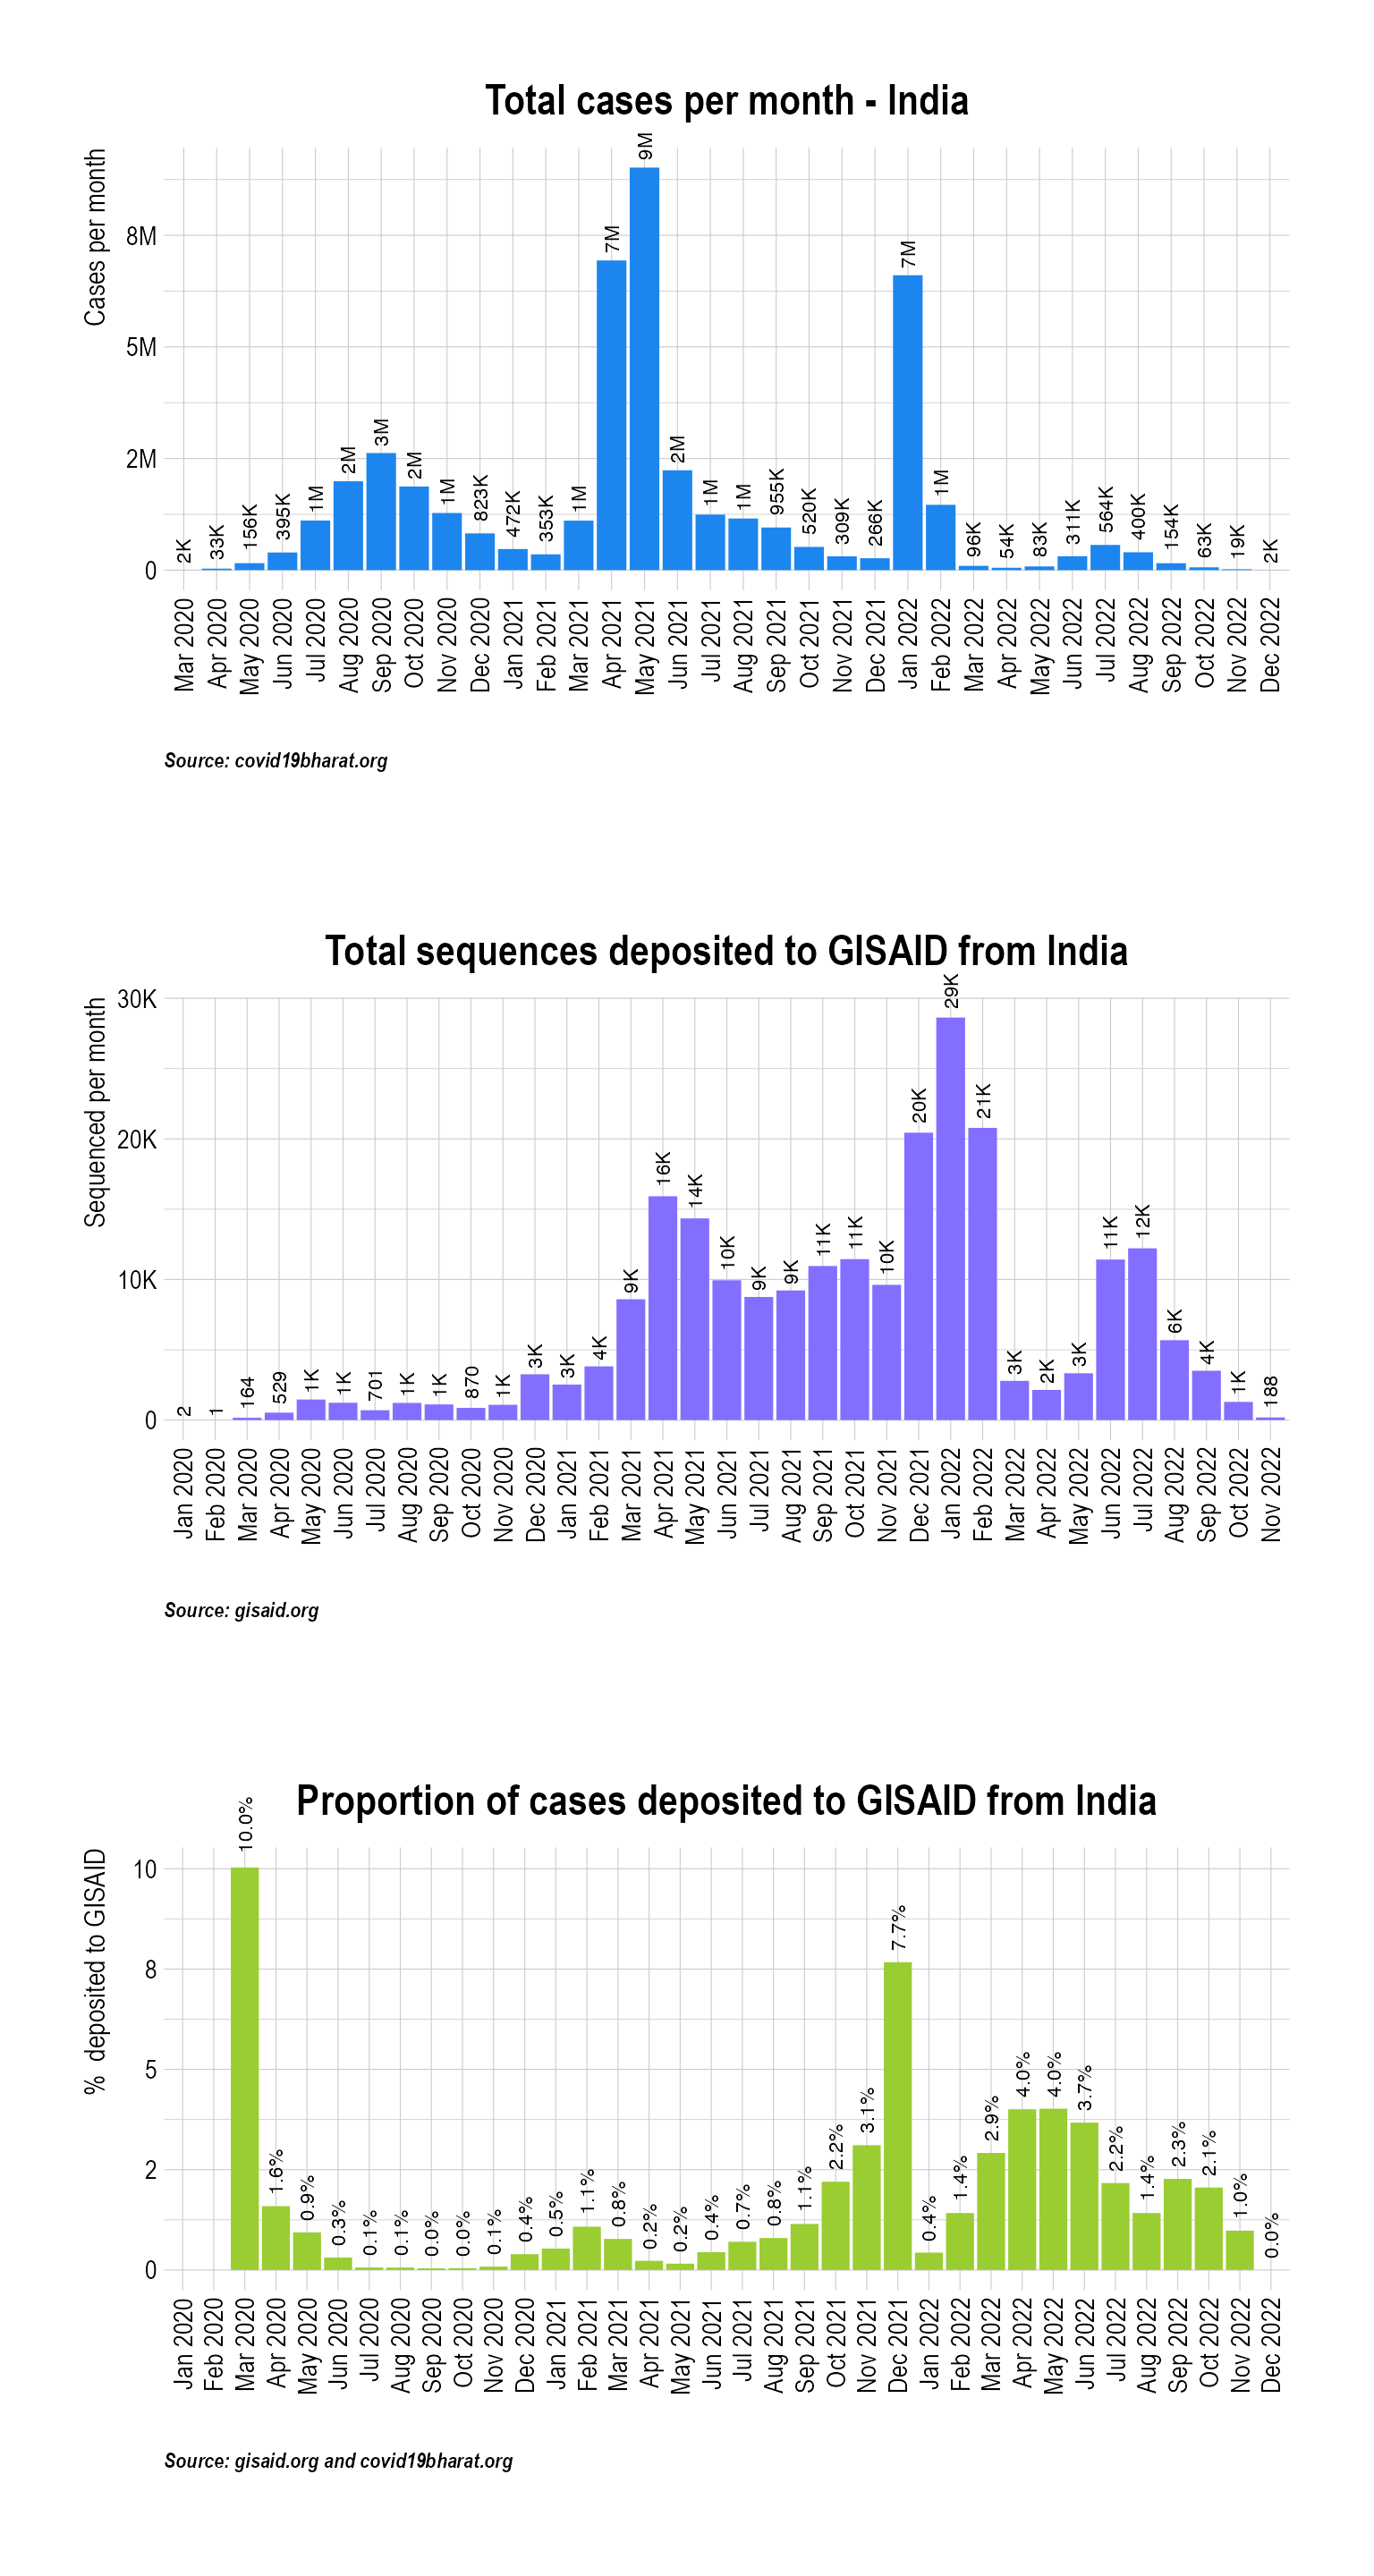 Total cases per month - India
Cases per month
8M
5M
2M
0
2K
33K
156K
395K
1M
2M
3M
2M
1M
823K
472K
353K
1M
7M
9M
2M
1M
1M
955K
520K
309K
266K
7M
1M
96K
54K
83K
311K
564K
400K
154K
63K
19K
2K
Mar 2020
Apr 2020
May 2020
Jun 2020
Jul 2020
Aug 2020
Sep 2020
Oct 2020
Nov 2020
Dec 2020
Jan 2021
Feb 2021
Mar 2021
Apr 2021
May 2021
Jun 2021
Jul 2021
Aug 2021
Sep 2021
Oct 2021
Nov 2021
Dec 2021
Jan 2022
Feb 2022
Mar 2022
Apr 2022
May 2022
Jun 2022
Jul 2022
Aug 2022
Sep 2022
Oct 2022
Nov 2022
Dec 2022
Source: covid19bharat.org
Total sequences deposited to GISAID from India
Sequenced per month
30K
20K
10K
0
2
1
164
529
1K
1K
701
1K
1K
870
1K
3K
3K
4K
9K
16K
14K
10K
9K
9K
11K
11K
10K
20K
29K
21K
3K
2K
3K
11K
12K
6K
4K
1K
188
Jan 2020
Feb 2020
Mar 2020
Apr 2020
May 2020
Jun 2020
Jul 2020
Aug 2020
Sep 2020
Oct 2020
Nov 2020
Dec 2020
Jan 2021
Feb 2021
Mar 2021
Apr 2021
May 2021
Jun 2021
Jul 2021
Aug 2021
Sep 2021
Oct 2021
Nov 2021
Dec 2021
Jan 2022
Feb 2022
Mar 2022
Apr 2022
May 2022
Jun 2022
Jul 2022
Aug 2022
Sep 2022
Oct 2022
Nov 2022
Source: gisaid.org
Proportion of cases deposited to GISAID from India
% deposited to GISAID
10
8
5
2
0
10.0%
1.6%
0.9%
0.3%
0.1%
0.1%
0.0%
0.0%
0.1%
0.4%
0.5%
1.1%
0.8%
0.2%
0.2%
0.4%
0.7%
0.8%
1.1%
2.2%
3.1%
7.7%
0.4%
1.4%
2.9%
4.0%
4.0%
3.7%
2.2%
1.4%
2.3%
2.1%
1.0%
0.0%
Jan 2020
Feb 2020
Mar 2020
Apr 2020
May 2020
Jun 2020
Jul 2020
Aug 2020
Sep 2020
Oct 2020
Nov 2020
Dec 2020
Jan 2021
Feb 2021
Mar 2021
Apr 2021
May 2021
Jun 2021
Jul 2021
Aug 2021
Sep 2021
Oct 2021
Nov 2021
Dec 2021
Jan 2022
Feb 2022
Mar 2022
Apr 2022
May 2022
Jun 2022
Jul 2022
Aug 2022
Sep 2022
Oct 2022
Nov 2022
Dec 2022
Source: gisaid.org and covid19bharat.org